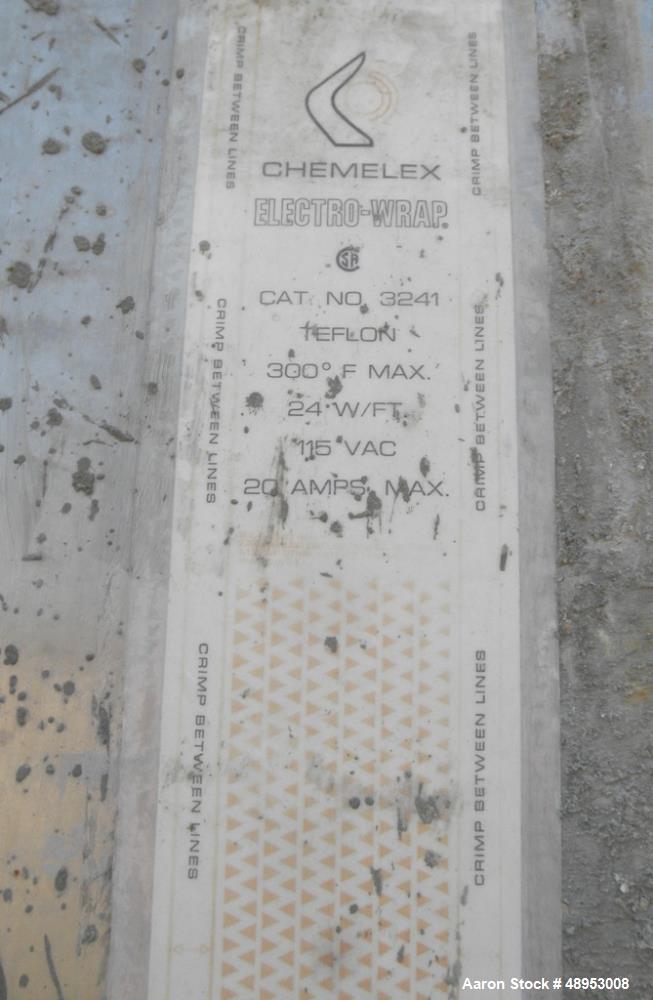 CHEMELEX
ELECTRO-WRAP
CAT. NO. 3241
TEFLON
300° F MAX.
24 W/FT.
115 VAC
20 AMPS. MAX.
CRIMP BETWEEN LINES
CRIMP BETWEEN LINES
CRIMP BETWEEN LINES
CRIMP BETWEEN LINES
CRIMP BETWEEN LINES
CRIMP BETWEEN LINES
Aaron Stock # 48953008